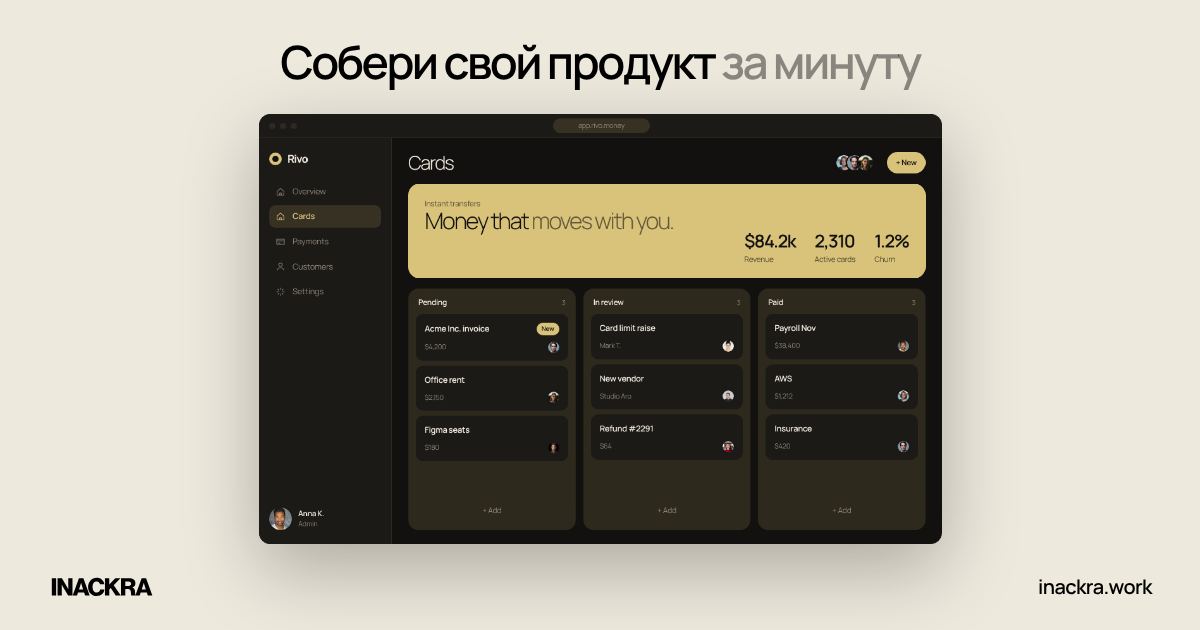 Собери свой продукт за минуту
app.rivo.money
Rivo
Overview
Cards
Payments
Customers
Settings
Anna K.
Admin
Cards
+ New
Instant transfers
Money that moves with you.
$84.2k 2,310 1.2%
Revenue Active cards Churn
Pending 3
Acme Inc. invoice New
$4,200
Office rent
$2,150
Figma seats
$180
+ Add
In review 3
Card limit raise
Mark T.
New vendor
Studio Aro
Refund #2291
$64
+ Add
Paid 3
Payroll Nov
$38,400
AWS
$1,212
Insurance
$420
+ Add
INACKRA
inackra.work